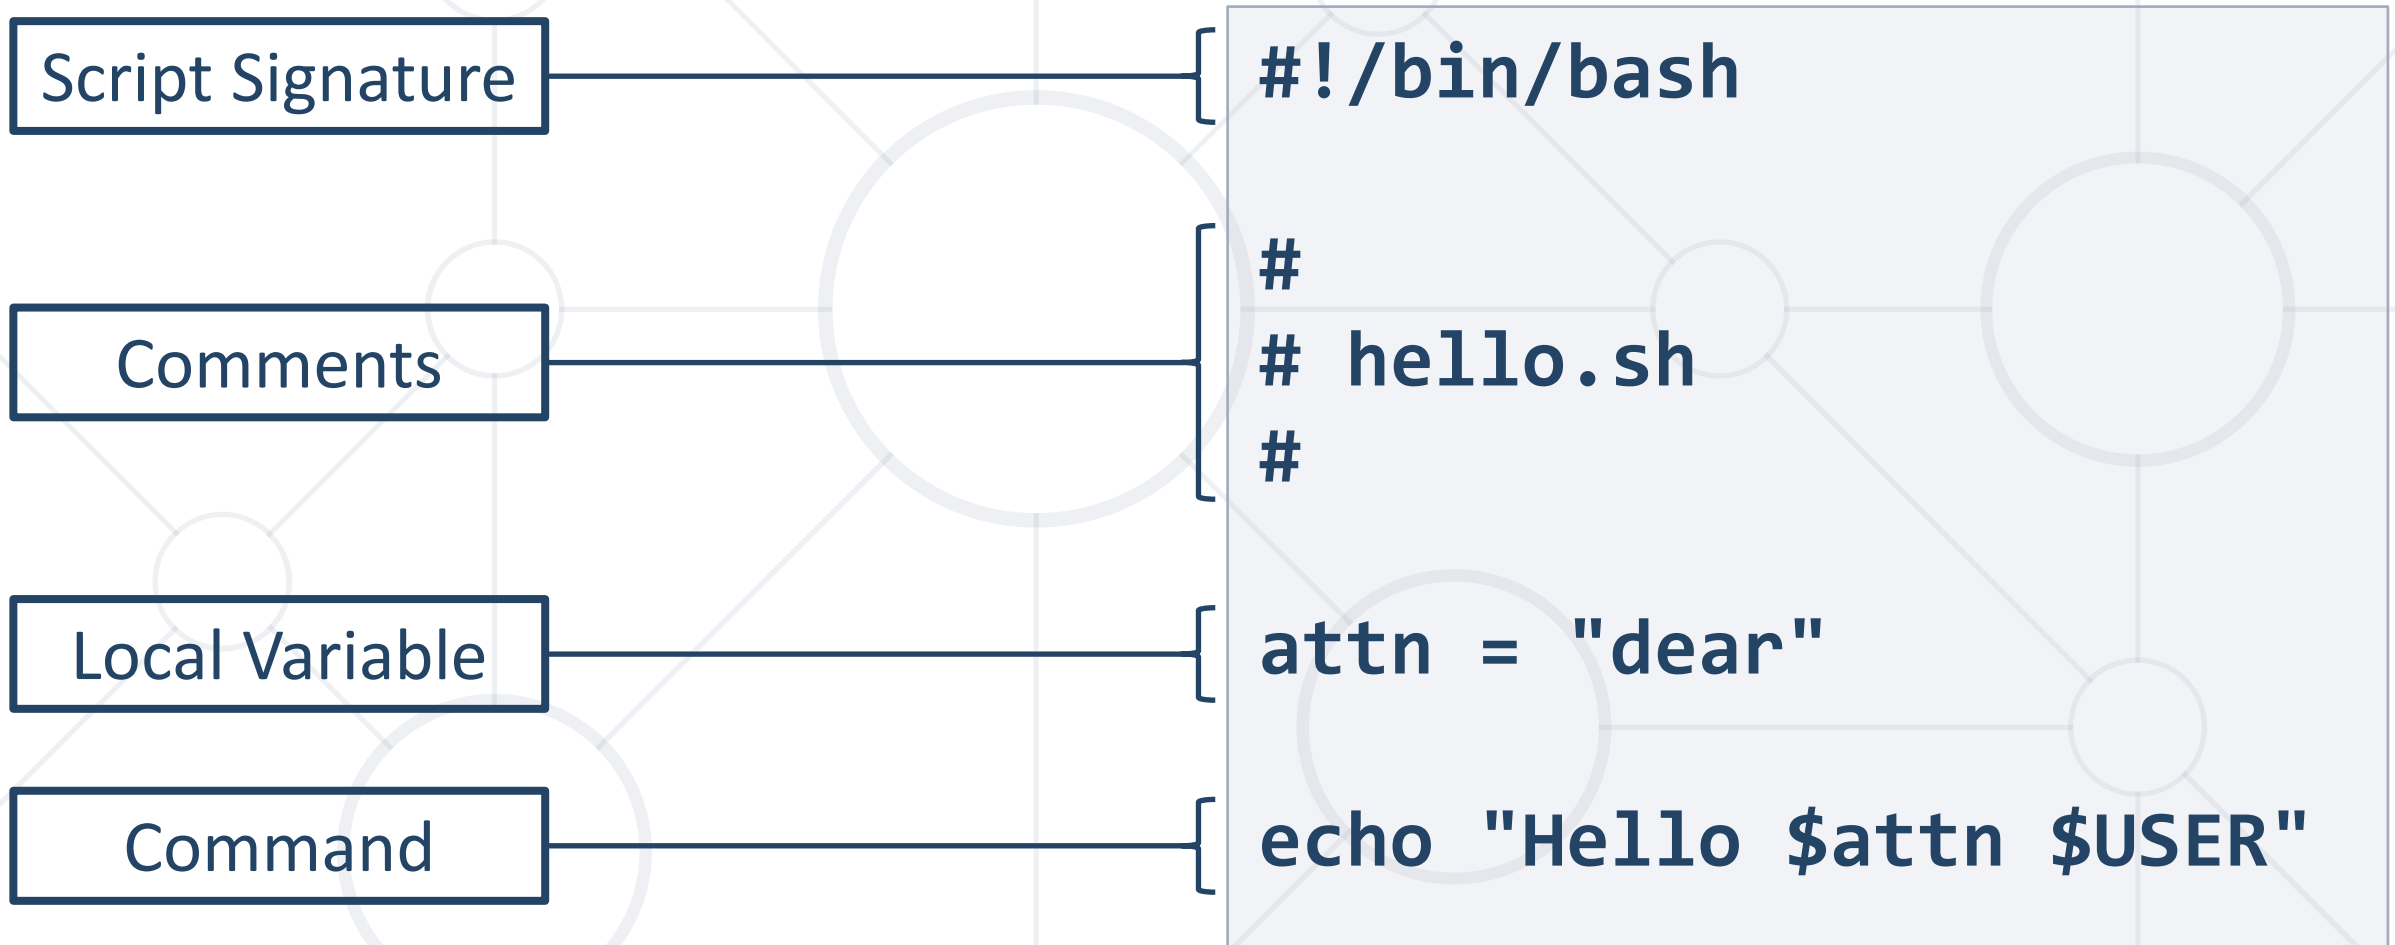 Script Signature
#!/bin/bash
#
Comments
# hello.sh
#
Local Variable
attn = "dear"
Command
echo "Hello $attn $USER"